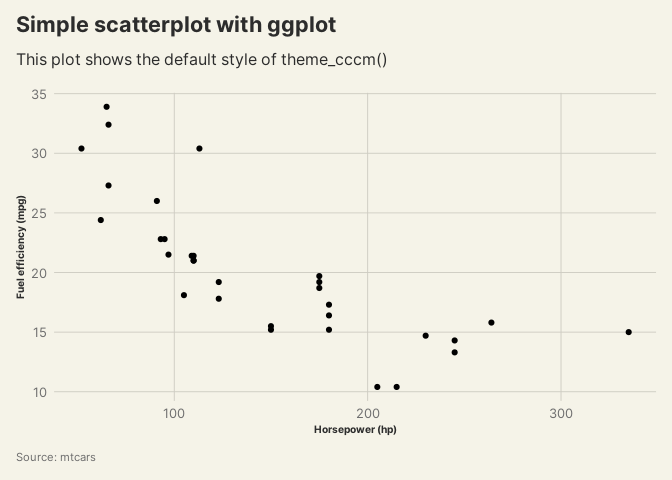 Simple scatterplot with ggplot
This plot shows the default style of theme_cccm()
35
30
25
20
15
10
Fuel efficiency (mpg)
100 200 300
Horsepower (hp)
Source: mtcars